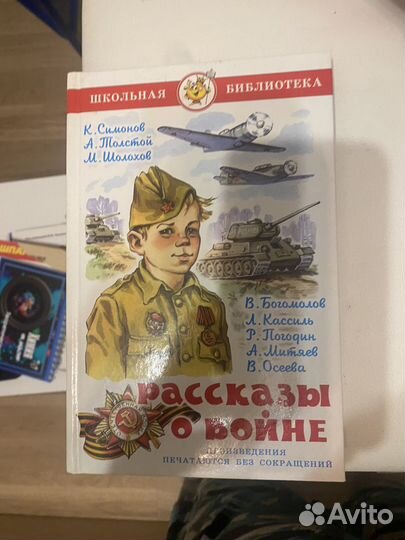 ШКОЛЬНАЯ БИБЛИОТЕКА
К. Симонов
А. Толстой
М. Шолохов
В. Богомолов
Л. Кассиль
Р. Погодин
А. Митяев
В. Осеева
РАССКАЗЫ
О ВОЙНЕ
ПРОИЗВЕДЕНИЯ
ПЕЧАТАЮТСЯ БЕЗ СОКРАЩЕНИЙ
Avito